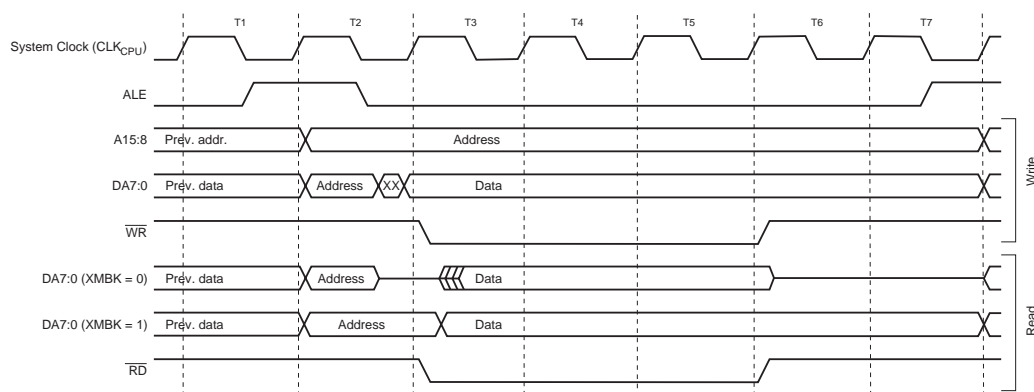 T1 T2 T3 T4 T5 T6 T7
System Clock (CLKCPU)
ALE
A15:8 Prev. addr. Address
DA7:0 Prev. data Address XX Data
WR
Write
DA7:0 (XMBK = 0) Prev. data Address Data
DA7:0 (XMBK = 1) Prev. data Address Data
RD
Read